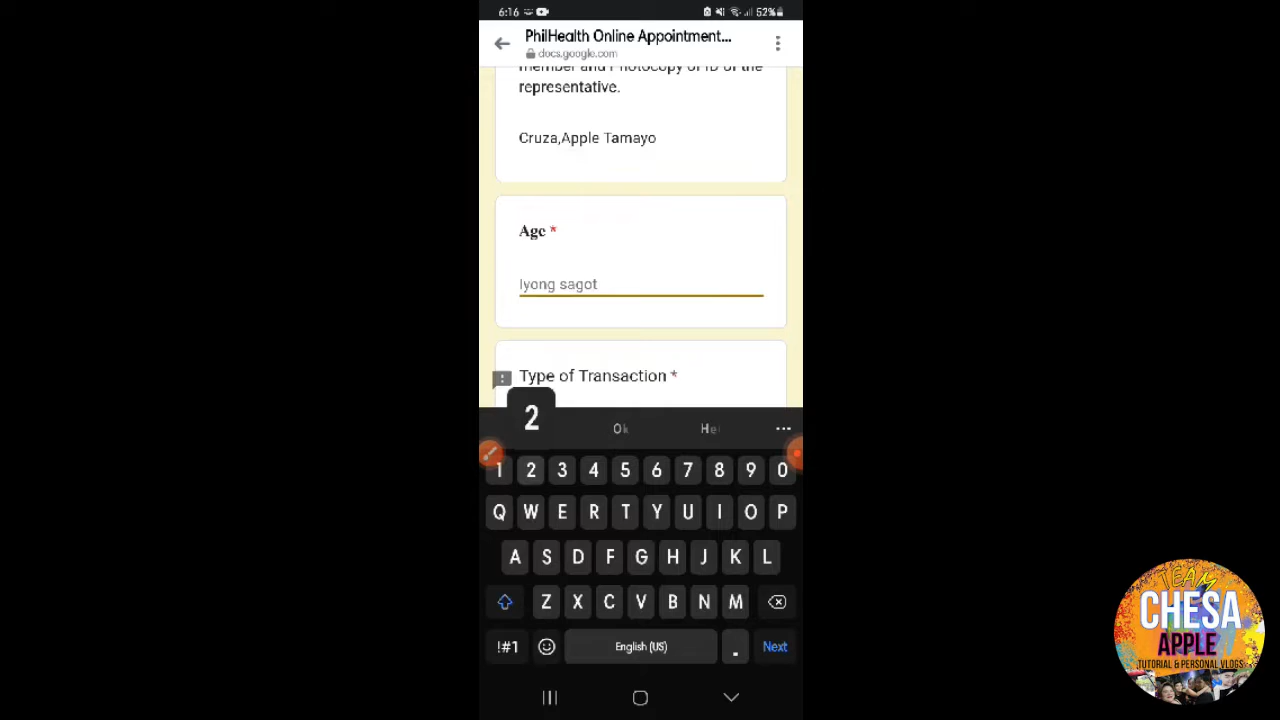 6:16
52%
PhilHealth Online Appointment...
docs.google.com
member and Photocopy of ID of the
representative.
Cruza,Apple Tamayo
Age *
Iyong sagot
Type of Transaction *
2
Ok
He
...
1 2 3 4 5 6 7 8 9 0
Q W E R T Y U I O P
A S D F G H J K L
Z X C V B N M
!#1
English (US)
.
Next
TEAM
CHESA
APPLE
TUTORIAL & PERSONAL VLOGS